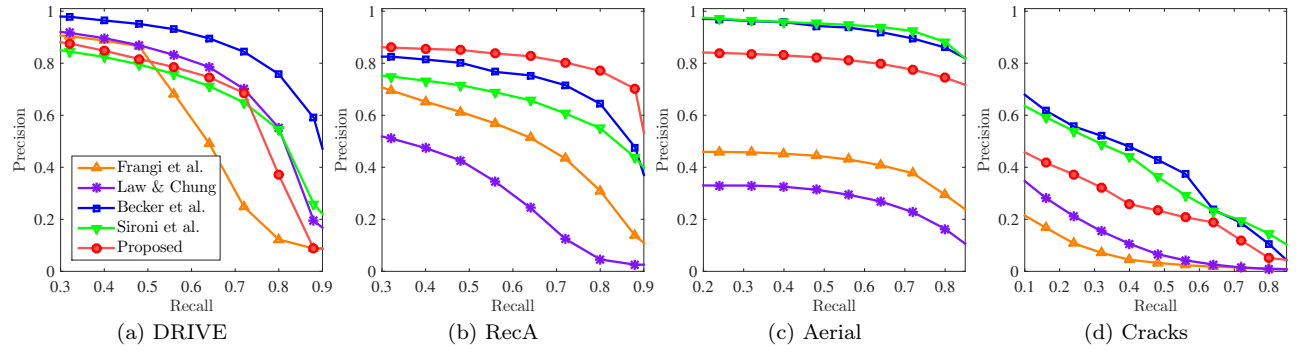 Precision
1
0.8
0.6
0.4
0.2
0
0.3 0.4 0.5 0.6 0.7 0.8 0.9
Recall
Frangi et al.
Law & Chung
Becker et al.
Sironi et al.
Proposed
(a) DRIVE
Precision
1
0.8
0.6
0.4
0.2
0
0.3 0.4 0.5 0.6 0.7 0.8 0.9
Recall
(b) RecA
Precision
1
0.8
0.6
0.4
0.2
0
0.2 0.3 0.4 0.5 0.6 0.7 0.8
Recall
(c) Aerial
Precision
1
0.8
0.6
0.4
0.2
0
0.1 0.2 0.3 0.4 0.5 0.6 0.7 0.8
Recall
(d) Cracks